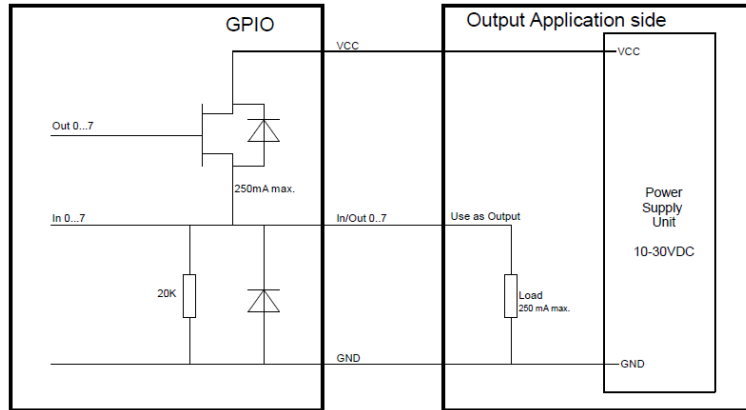 GPIO
Output Application side
VCC
VCC
Out 0...7
250mA max.
In 0...7
In/Out 0..7
Use as Output
Power
Supply
Unit
10-30VDC
20K
Load
250 mA max.
GND
GND